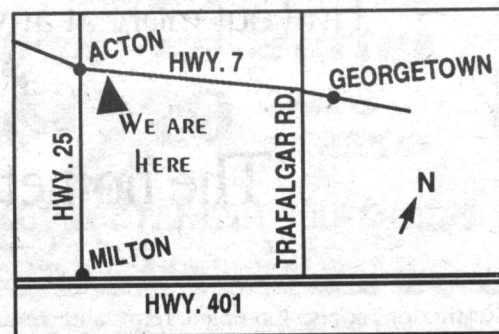 ACTON
HWY. 7
GEORGETOWN
WE ARE
HERE
HWY. 25
TRAFALGAR RD.
N
MILTON
HWY. 401